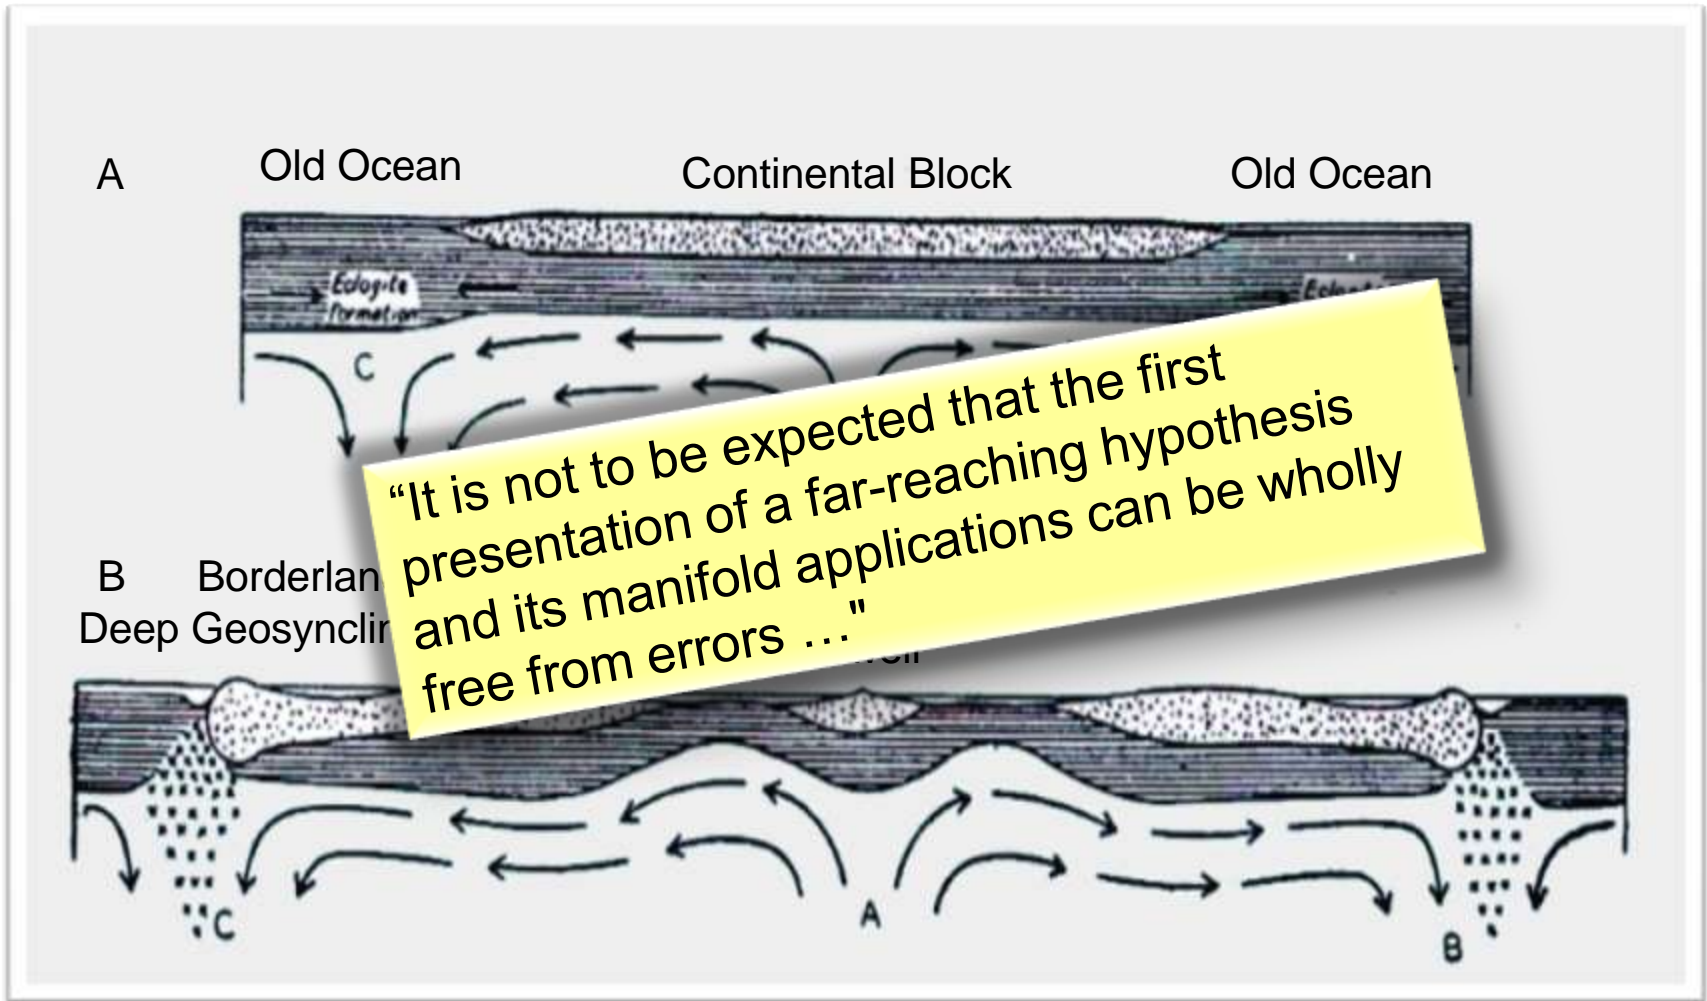 A Old Ocean Continental Block Old Ocean
Eclogite
formation
C
“It is not to be expected that the first
presentation of a far-reaching hypothesis
and its manifold applications can be wholly
free from errors …"
B Borderlan
Deep Geosynclin
C A B